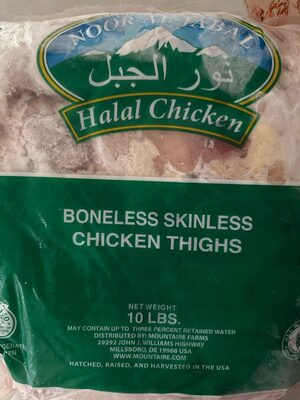 NOOR AL JABAL
نور الجبل
Halal Chicken
BONELESS SKINLESS
CHICKEN THIGHS
NET WEIGHT
10 LBS.
MAY CONTAIN UP TO THREE PERCENT RETAINED WATER
DISTRIBUTED BY: MOUNTAIRE FARMS
29292 JOHN J. WILLIAMS HIGHWAY
MILLSBORO, DE 19966 USA
WWW.MOUNTAIRE.COM
HATCHED, RAISED, AND HARVESTED IN THE USA